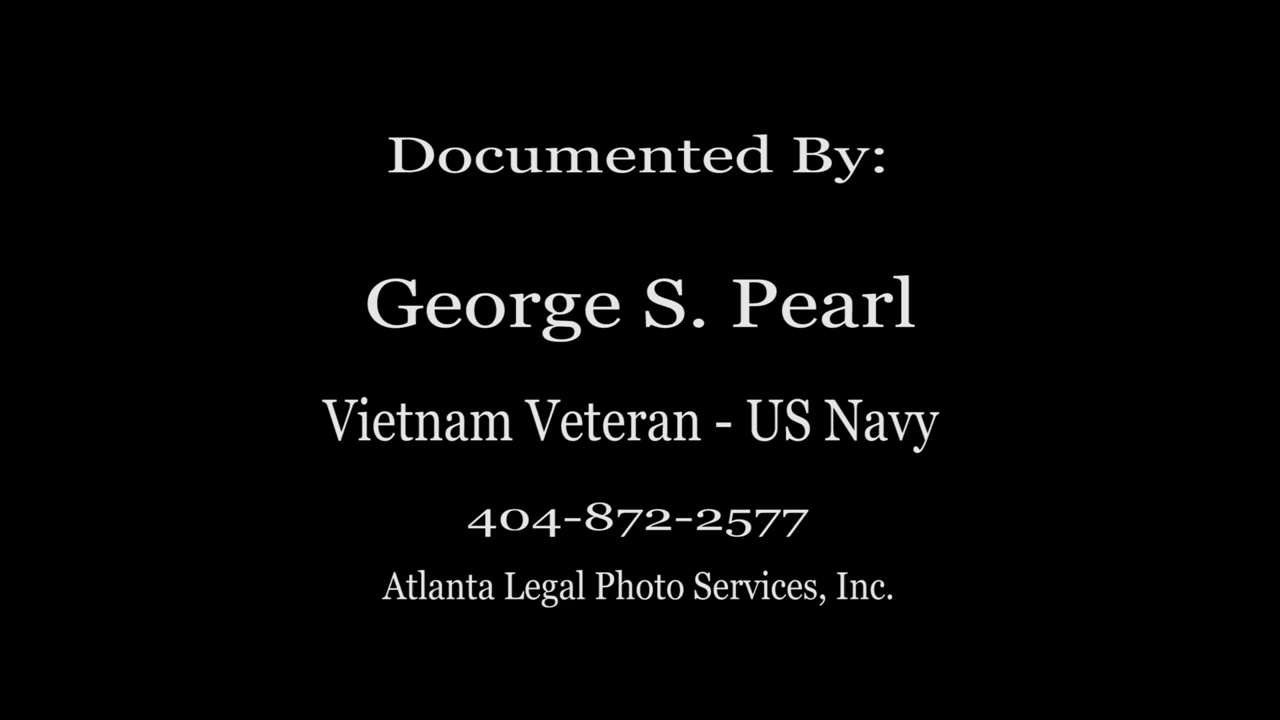 Documented By:
George S. Pearl
Vietnam Veteran - US Navy
404-872-2577
Atlanta Legal Photo Services, Inc.